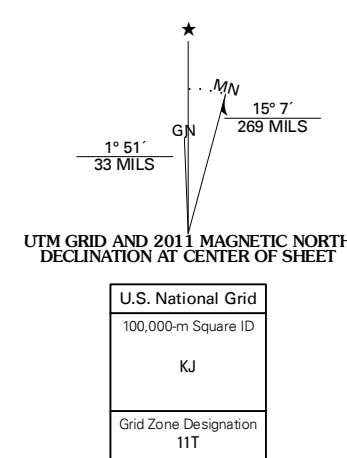 ★
MN
15° 7´
269 MILS
GN
1° 51´
33 MILS
UTM GRID AND 2011 MAGNETIC NORTH
DECLINATION AT CENTER OF SHEET
U.S. National Grid
100,000-m Square ID
KJ
Grid Zone Designation
11T